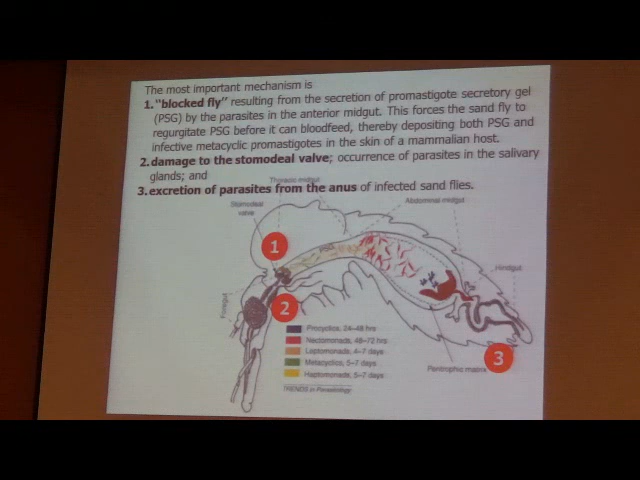 The most important mechanism is
1. "blocked fly" resulting from the secretion of promastigote secretory gel
(PSG) by the parasites in the anterior midgut. This forces the sand fly to
regurgitate PSG before it can bloodfeed, thereby depositing both PSG and
infective metacyclic promastigotes in the skin of a mammalian host.
2. damage to the stomodeal valve; occurrence of parasites in the salivary
glands; and
3. excretion of parasites from the anus of infected sand flies.
Thoracic midgut
Stomodeal
valve
Abdominal midgut
1
PSG
Hindgut
Foregut
2
3
Procyclics, 24–48 hrs
Nectomonads, 48–72 hrs
Leptomonads, 4–7 days
Metacyclics, 5–7 days
Haptomonads, 5–7 days
Peritrophic matrix
TRENDS in Parasitology